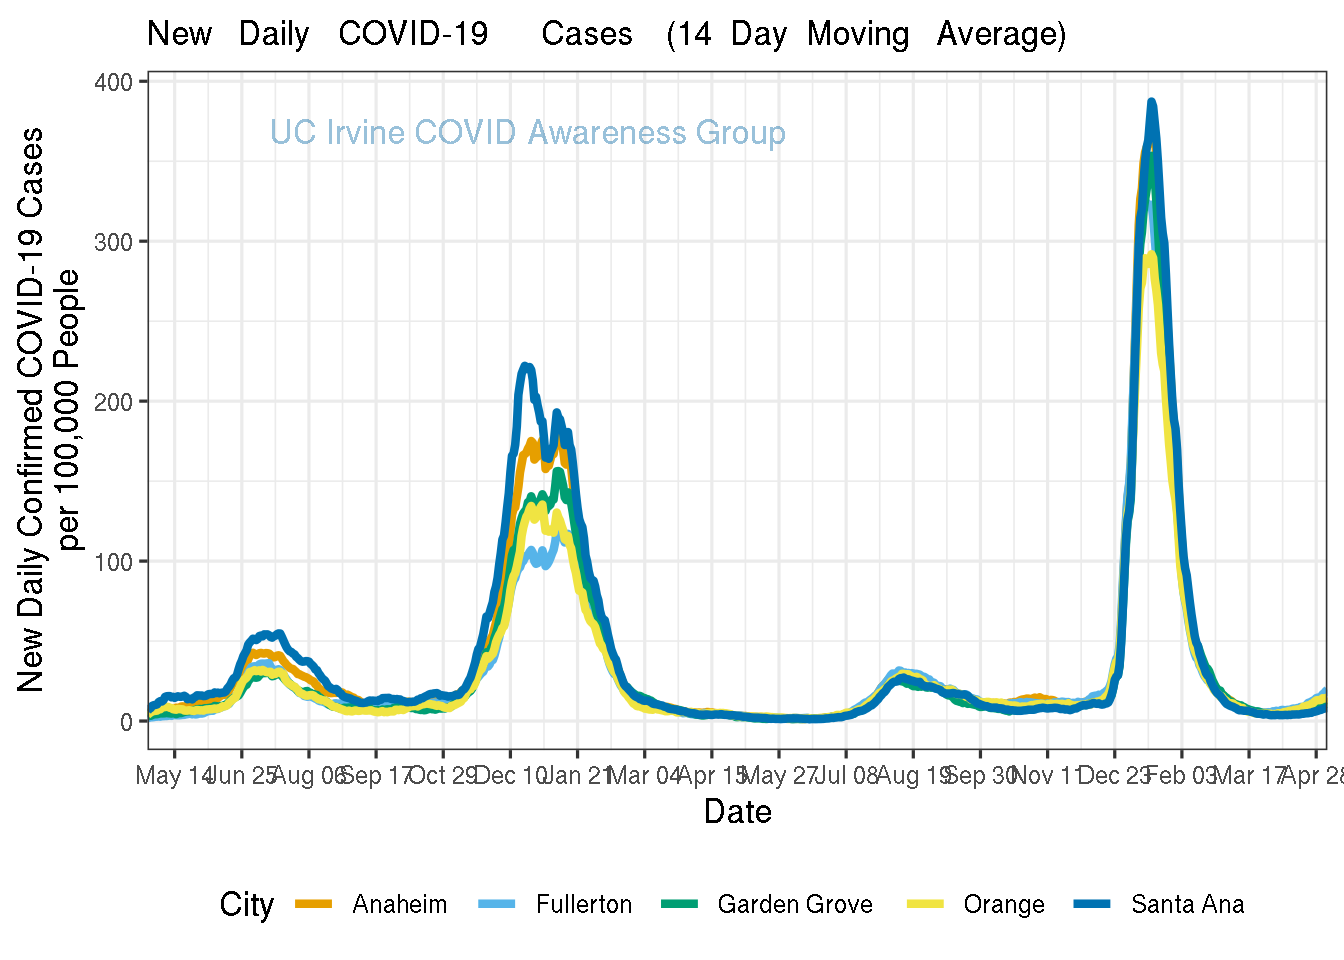 New Daily COVID-19 Cases (14 Day Moving Average)
400
UC Irvine COVID Awareness Group
300
200
100
0
New Daily Confirmed COVID-19 Cases
per 100,000 People
May 14 Jun 25 Aug 06 Sep 17 Oct 29 Dec 10 Jan 21 Mar 04 Apr 15 May 27 Jul 08 Aug 19 Sep 30 Nov 11 Dec 23 Feb 03 Mar 17 Apr 28
Date
City Anaheim Fullerton Garden Grove Orange Santa Ana